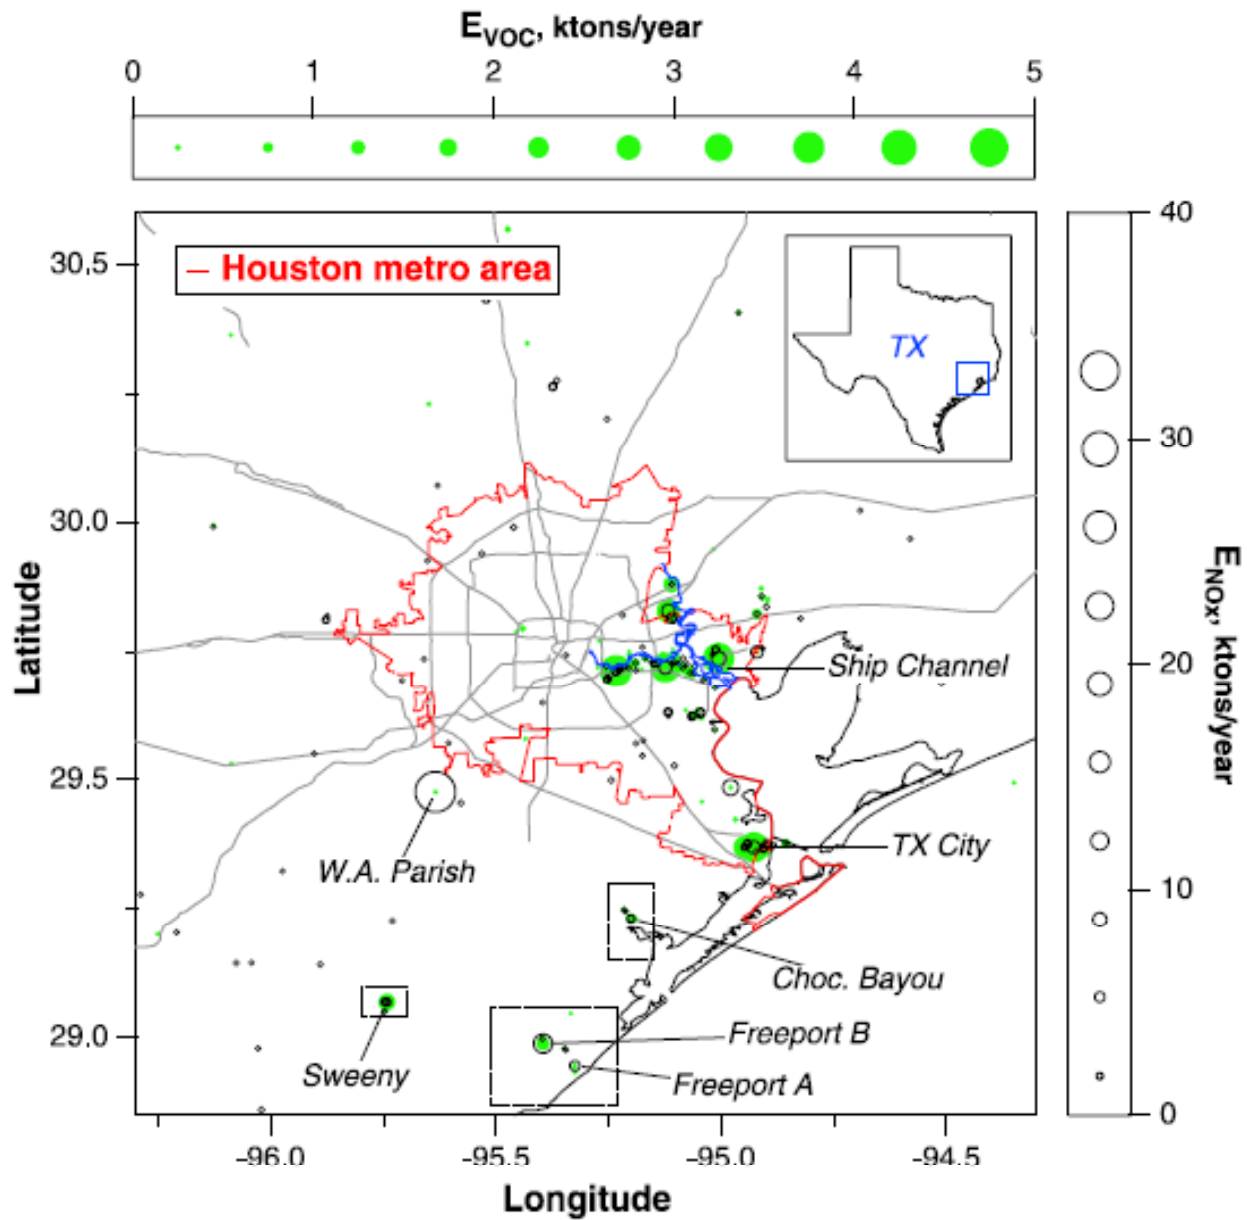 E_VOC, ktons/year
0 1 2 3 4 5
Houston metro area
TX
40
30
20
10
0
E_NOx, ktons/year
30.5
30.0
29.5
29.0
Latitude
Ship Channel
W.A. Parish
TX City
Choc. Bayou
Freeport B
Sweeny
Freeport A
-96.0 -95.5 -95.0 -94.5
Longitude